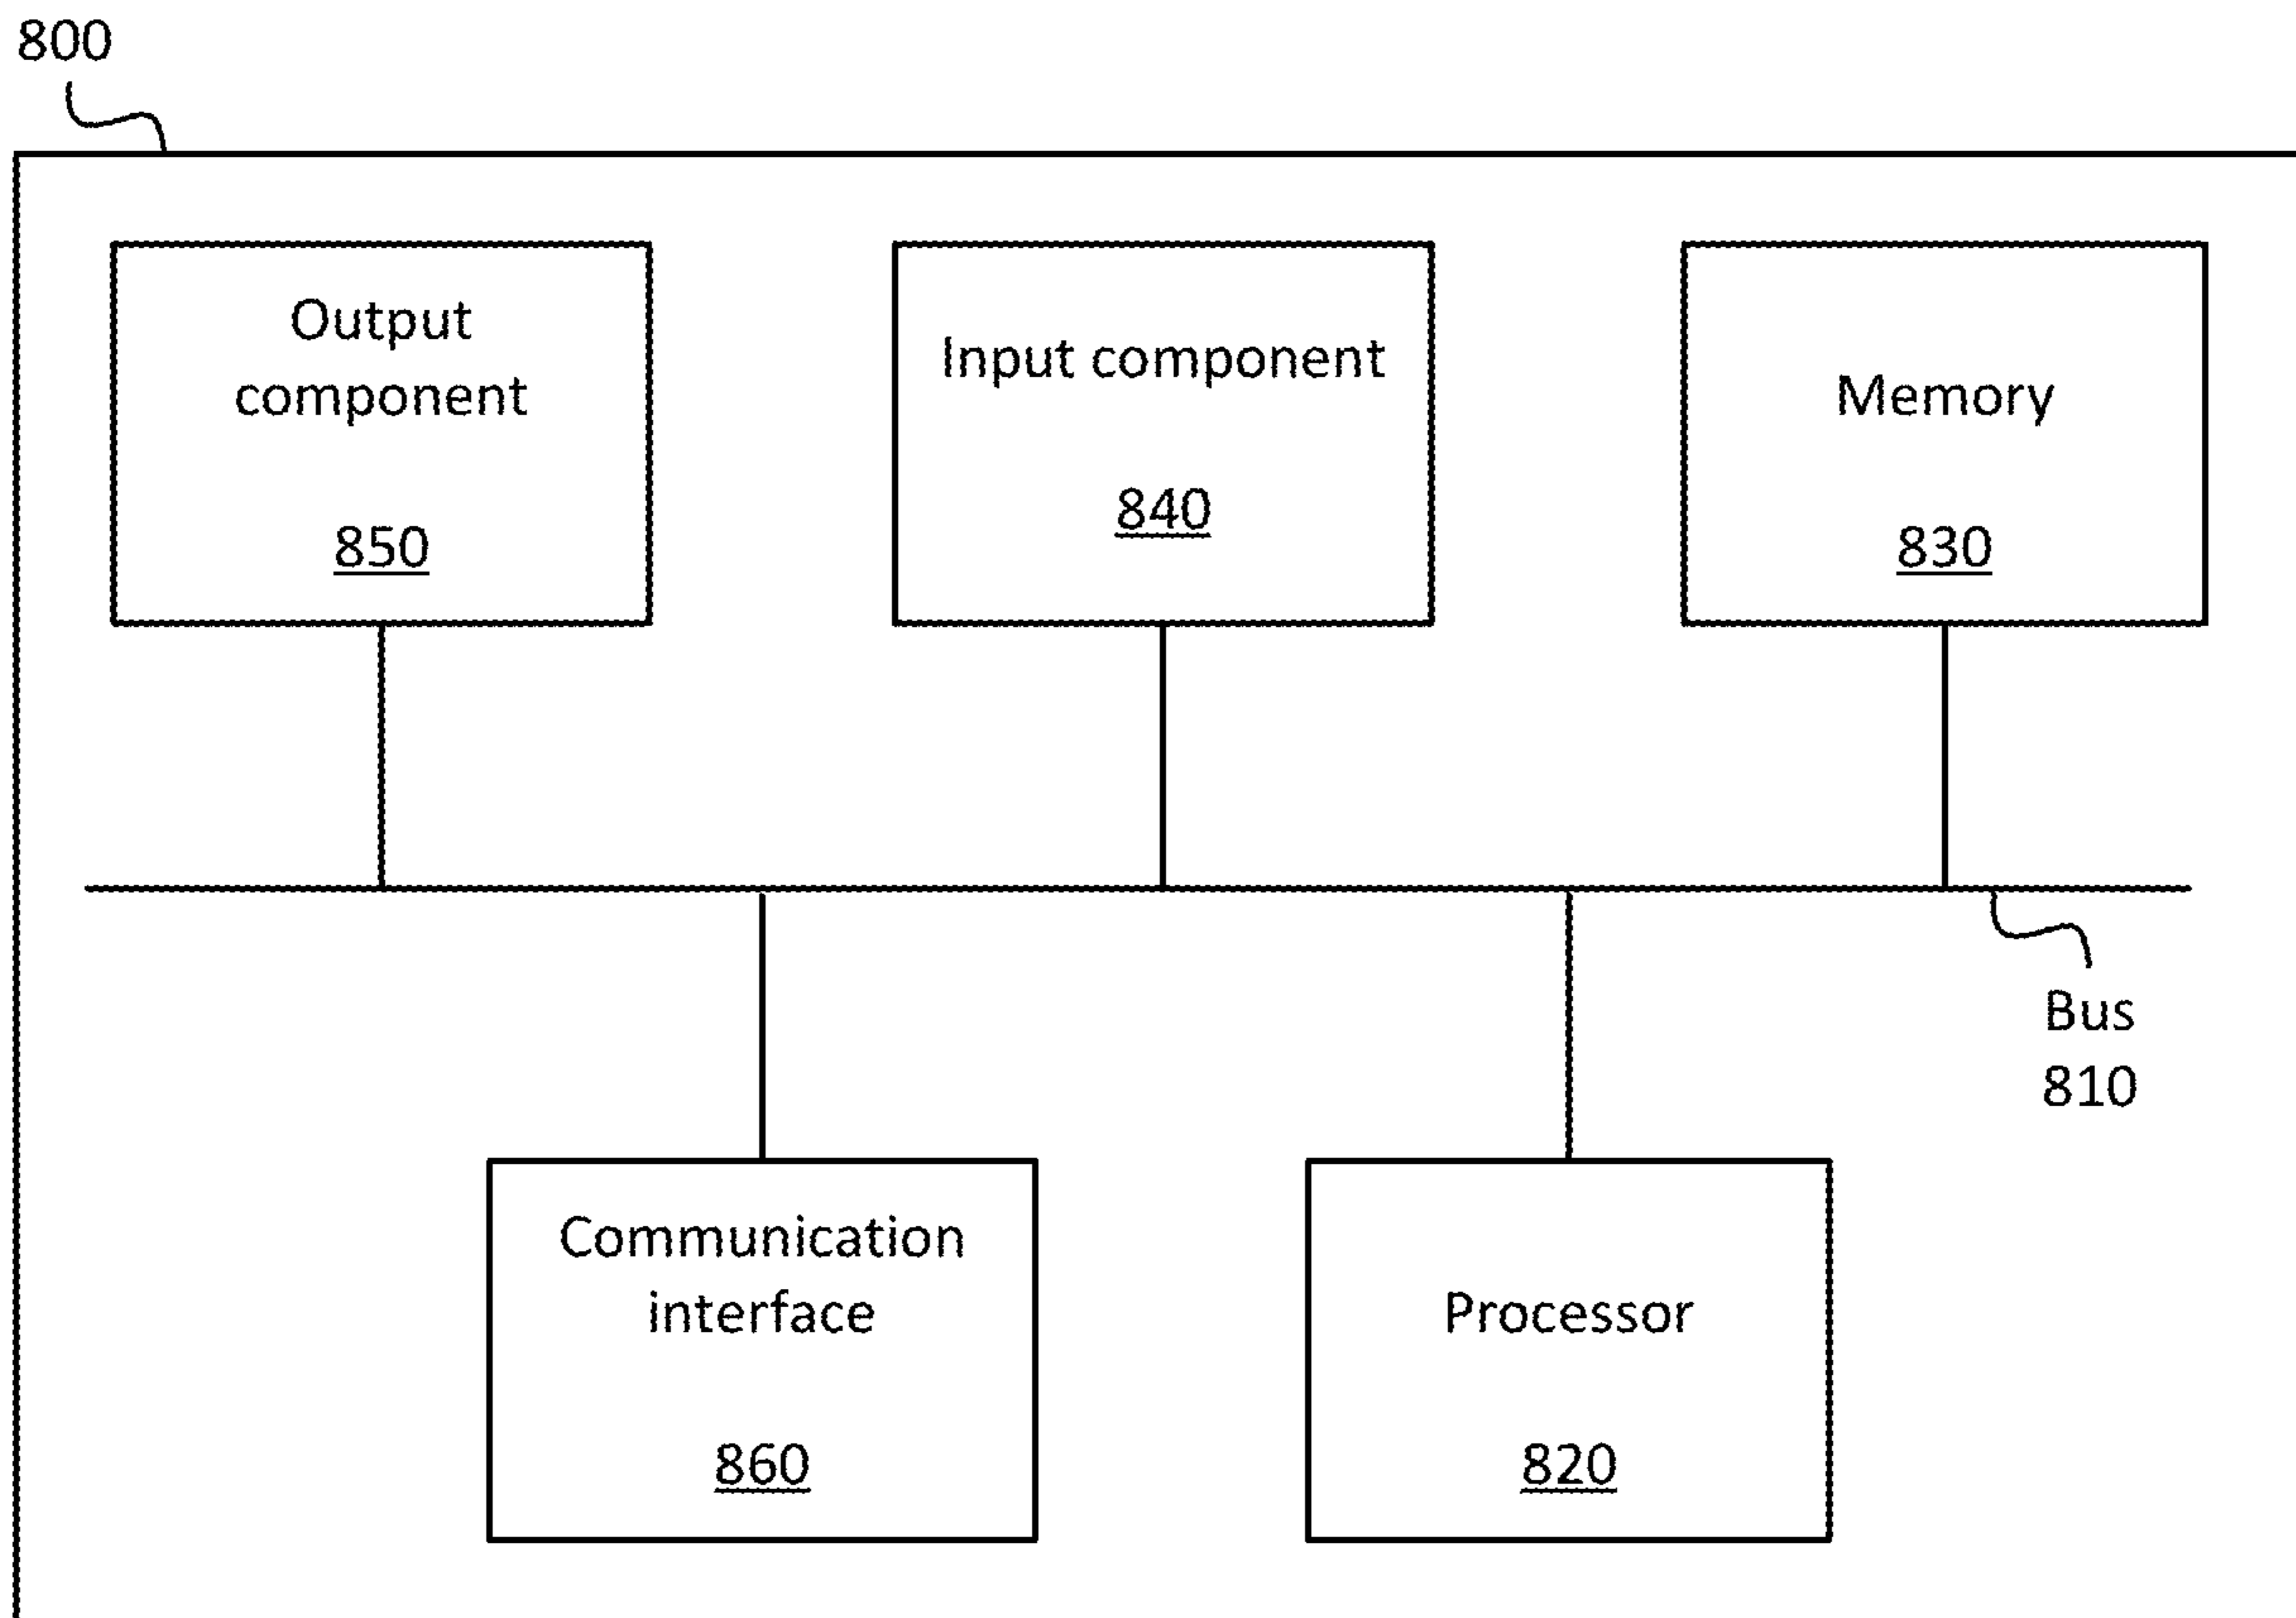 800
Output
component
850
Input component
840
Memory
830
Bus
810
Communication
interface
860
Processor
820